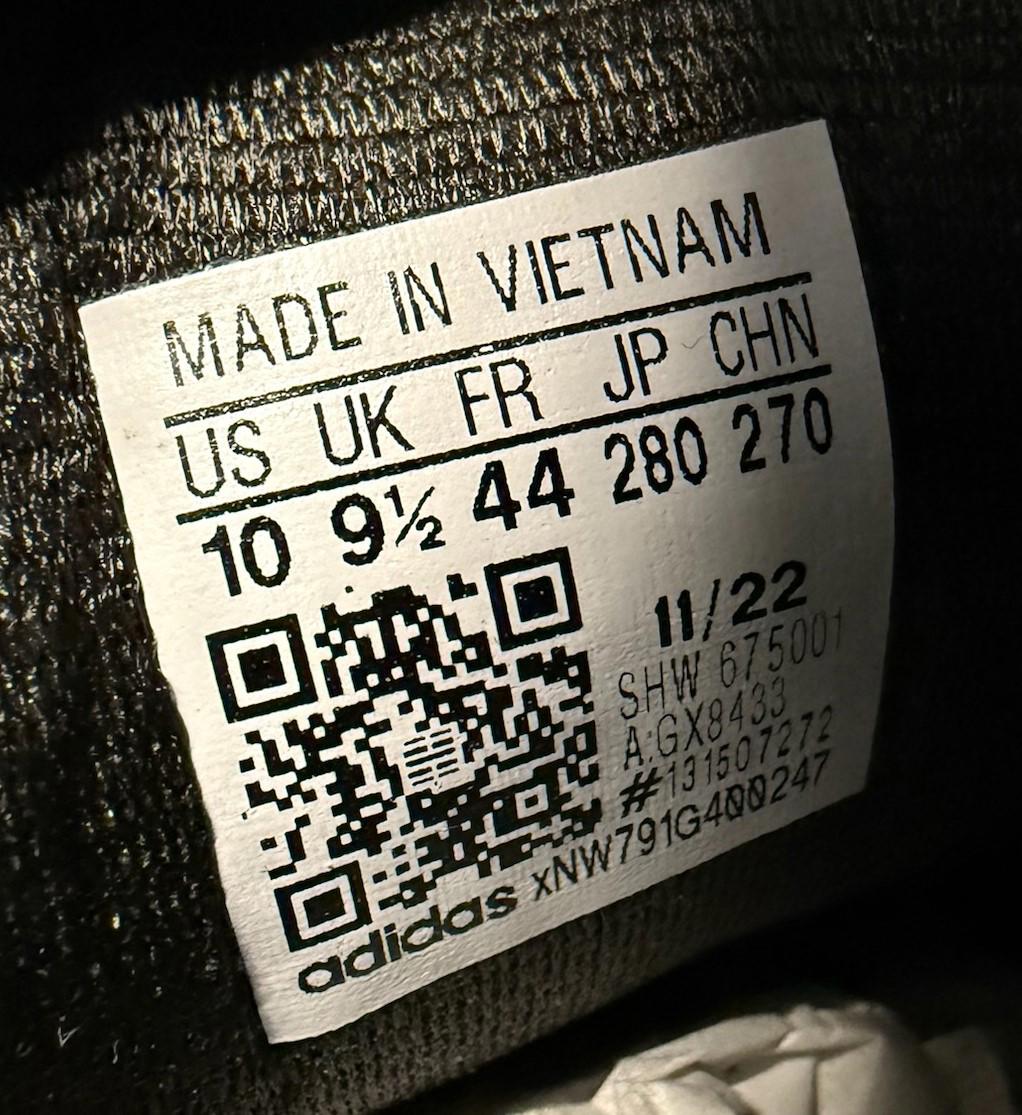 MADE IN VIETNAM
US UK FR JP CHN
10 9½ 44 280 270
11/22
SHW 675001
A:GX8433
#131507272
adidas xNW791G400247